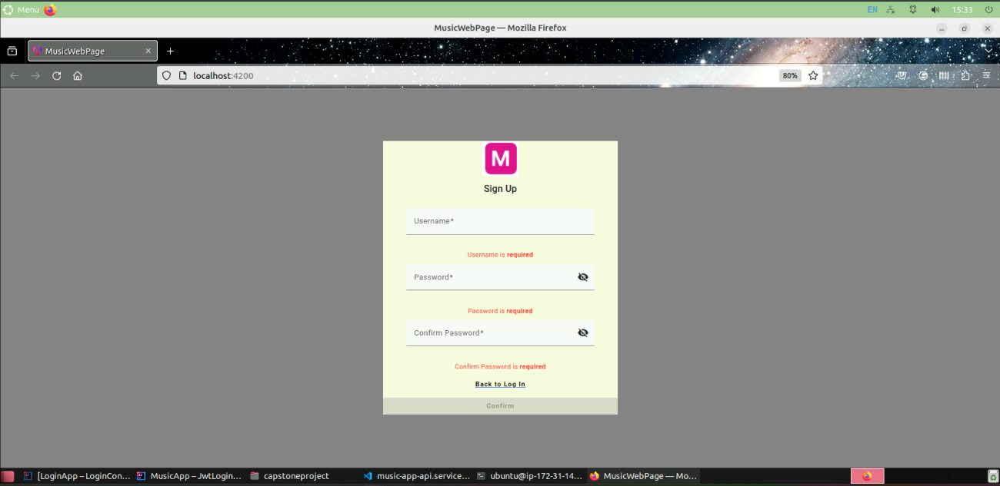 Menu EN 15:33
MusicWebPage — Mozilla Firefox
MusicWebPage
localhost:4200 80%
M
Sign Up
Username*
Username is required
Password*
Password is required
Confirm Password*
Confirm Password is required
Back to Log In
Confirm
[LoginApp – LoginCon... MusicApp – JwtLogin... capstoneproject music-app-api.service... ubuntu@ip-172-31-14... MusicWebPage — Mo...